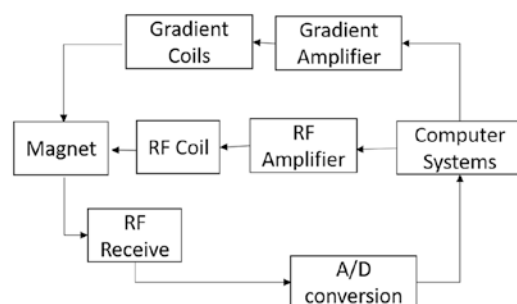 Gradient
Coils
Gradient
Amplifier
Magnet
RF Coil
RF
Amplifier
Computer
Systems
RF
Receive
A/D
conversion